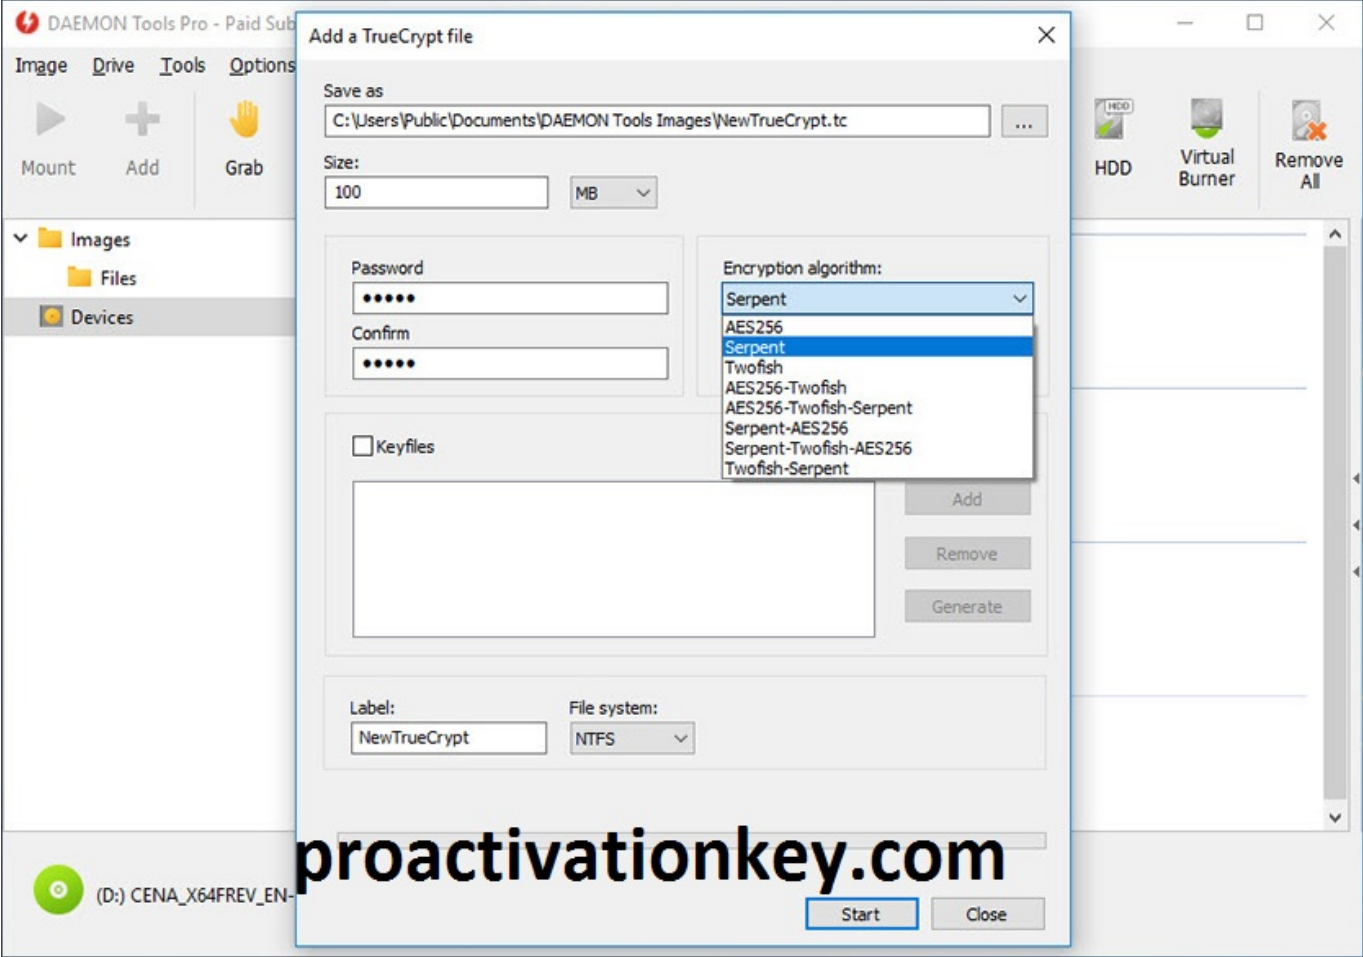 DAEMON Tools Pro - Paid Sub
Image Drive Tools Options
Mount
Add
Grab
HDD
HDD
Virtual
Burner
Remove
All
Images
Files
Devices
Add a TrueCrypt file
Save as
C:\Users\Public\Documents\DAEMON Tools Images\NewTrueCrypt.tc
...
Size:
100
MB
Password
•••••
Confirm
•••••
Encryption algorithm:
Serpent
AES256
Serpent
Twofish
AES256-Twofish
AES256-Twofish-Serpent
Serpent-AES256
Serpent-Twofish-AES256
Twofish-Serpent
Keyfiles
Add
Remove
Generate
Label:
NewTrueCrypt
File system:
NTFS
proactivationkey.com
Start
Close
(D:) CENA_X64FREV_EN-